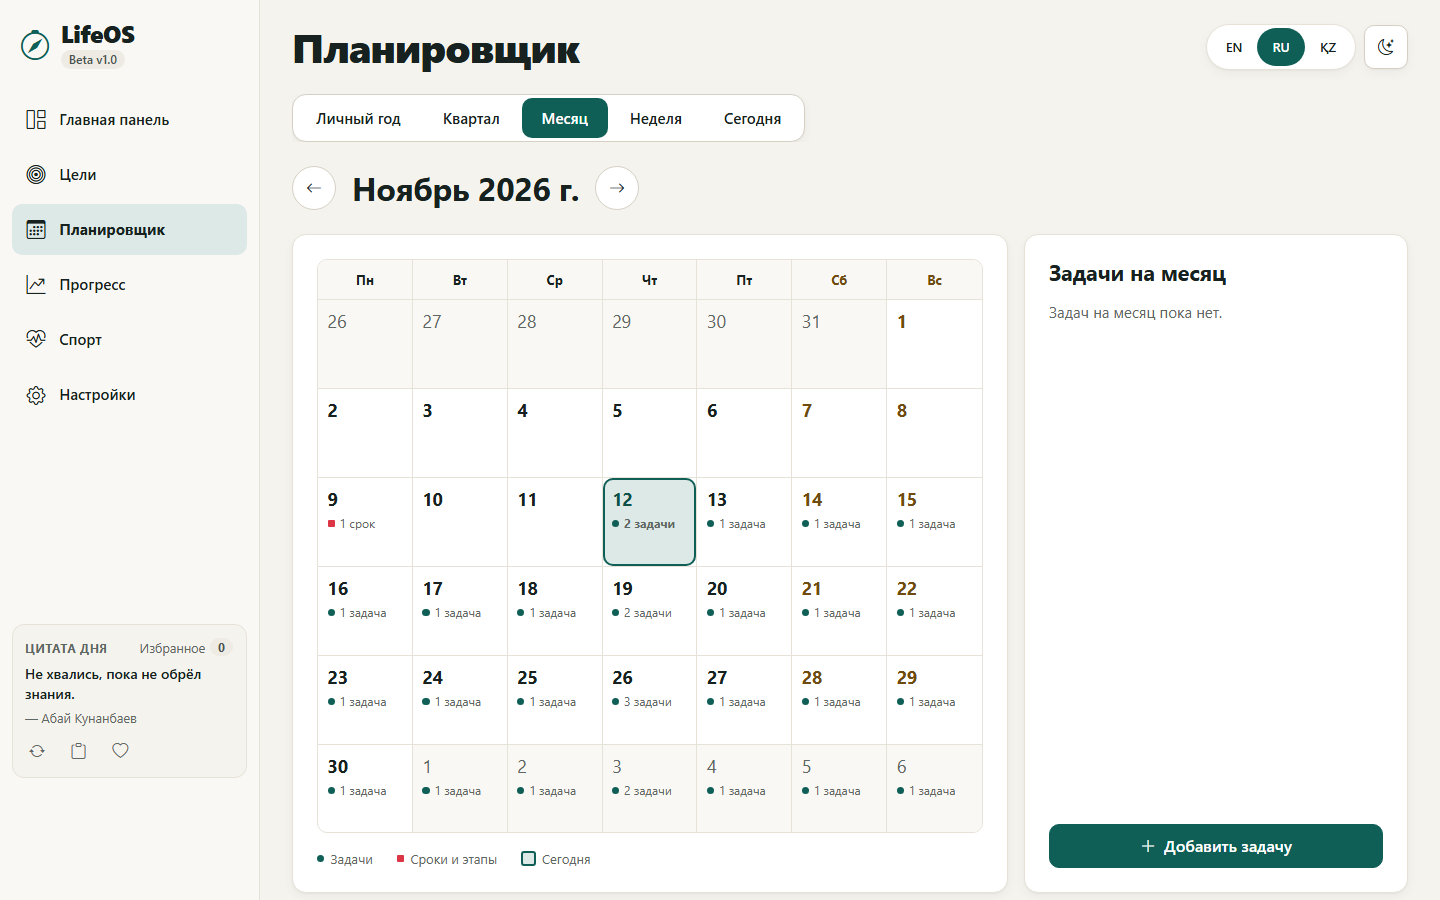 LifeOS
Beta v1.0
Главная панель
Цели
Планировщик
Прогресс
Спорт
Настройки
ЦИТАТА ДНЯ Избранное 0
Не хвались, пока не обрёл
знания.
— Абай Кунанбаев
Планировщик
EN RU ҚZ
Личный год Квартал Месяц Неделя Сегодня
Ноябрь 2026 г.
Пн Вт Ср Чт Пт Сб Вс
26 27 28 29 30 31 1
2 3 4 5 6 7 8
9 10 11 12 13 14 15
1 срок 2 задачи 1 задача 1 задача 1 задача
16 17 18 19 20 21 22
1 задача 1 задача 1 задача 2 задачи 1 задача 1 задача 1 задача
23 24 25 26 27 28 29
1 задача 1 задача 1 задача 3 задачи 1 задача 1 задача 1 задача
30 1 2 3 4 5 6
1 задача 1 задача 1 задача 2 задачи 1 задача 1 задача 1 задача
Задачи Сроки и этапы Сегодня
Задачи на месяц
Задач на месяц пока нет.
Добавить задачу